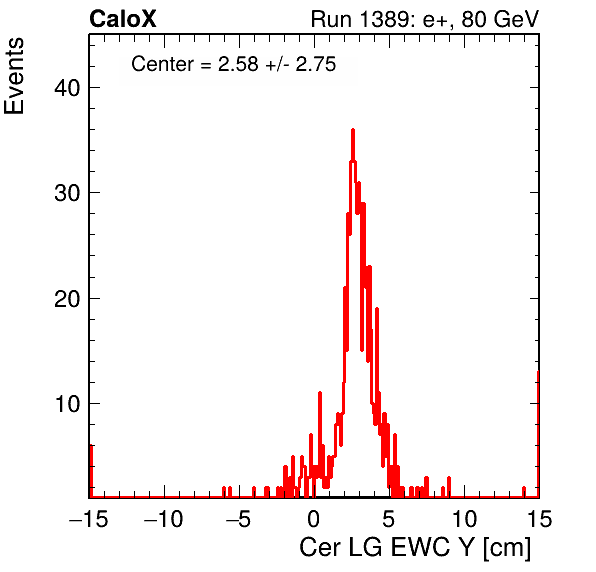 CaloX Run 1389: e+, 80 GeV
Center = 2.58 +/- 2.75
Events
40
30
20
10
−15 −10 −5 0 5 10 15
Cer LG EWC Y [cm]